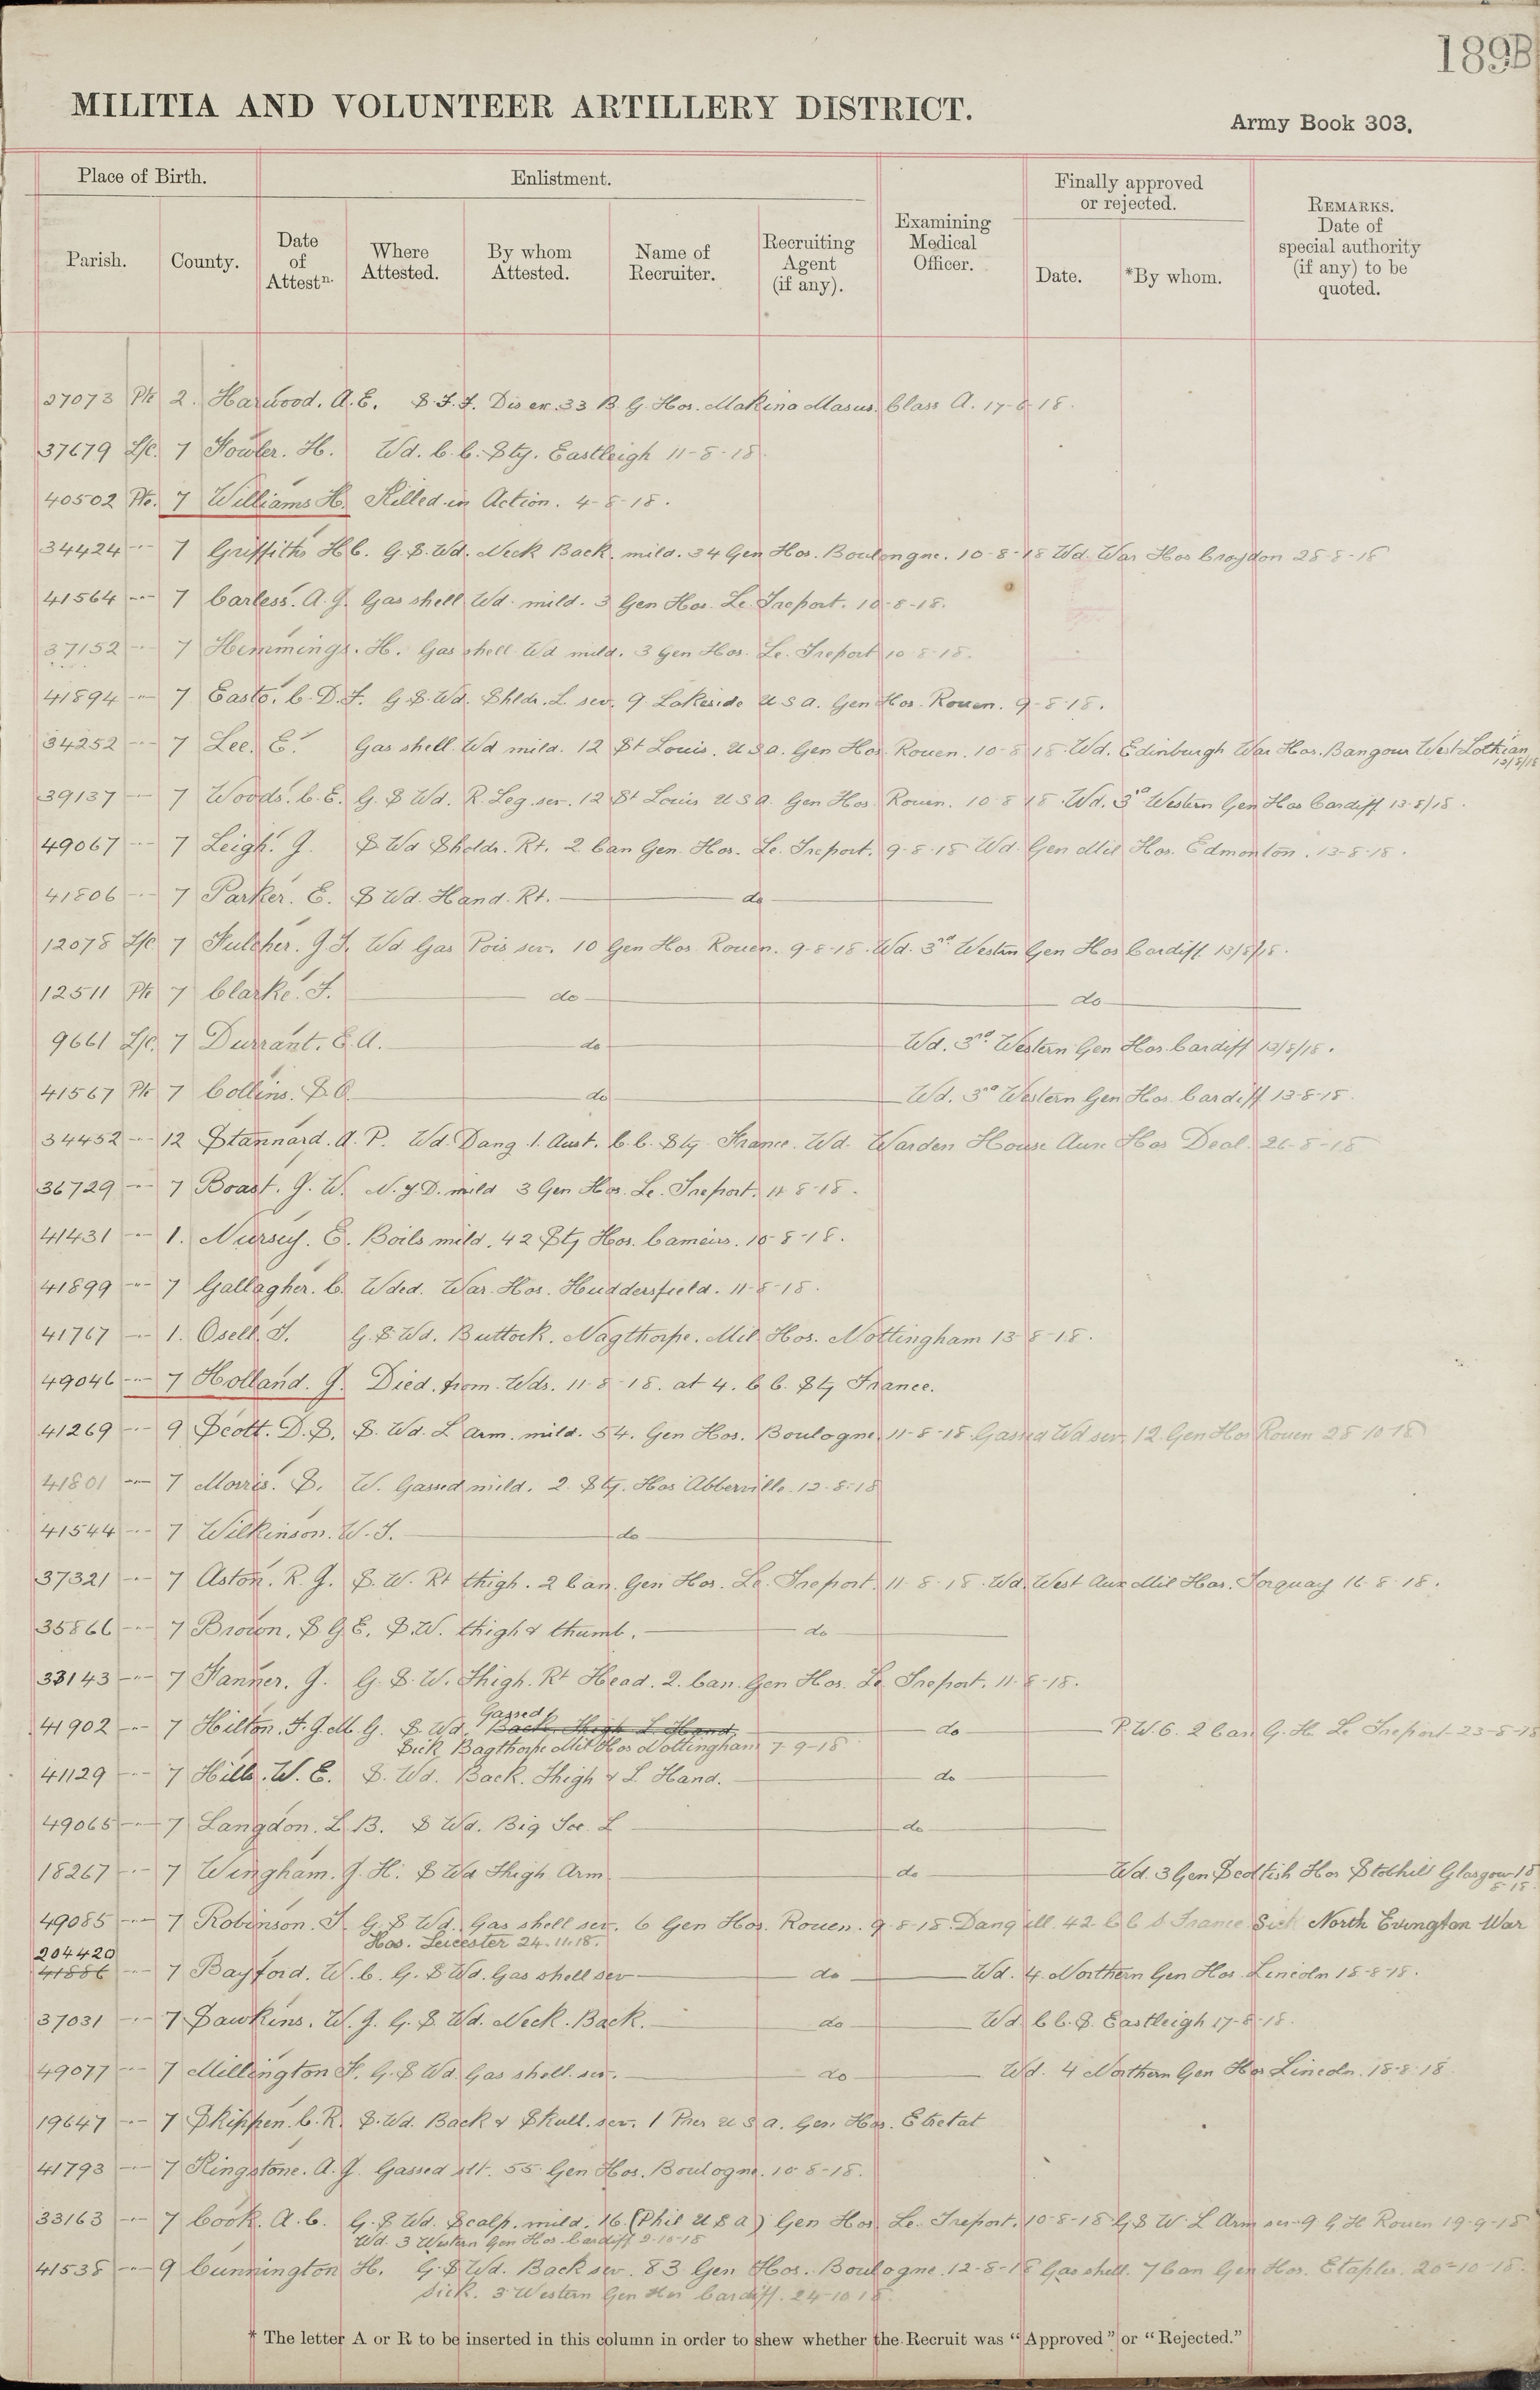 189B
MILITIA AND VOLUNTEER ARTILLERY DISTRICT.
Army Book 303.
Place of Birth.
Enlistment.
Finally approved or rejected.
Parish.
County.
Date of Attestn.
Where Attested.
By whom Attested.
Name of Recruiter.
Recruiting Agent (if any).
Examining Medical Officer.
Date.
*By whom.
REMARKS. Date of special authority (if any) to be quoted.
27073 Pte 2. Harwood. A.E. Dis ex 33 B. G. Hos. Makina Masus. Class A. 17-6-18.
37679 L/C. 7 Fowler. H. Wd. C.C. Stg. Eastleigh 11-8-18
40502 Pte. 7 Williams H. Killed in Action. 4-8-18.
34424 -"- 7 Griffiths H C. G.S. Wd. Neck Back. mild. 34 Gen Hos. Boulongne. 10-8-18 Wd. War Hos Croydon 25-8-18
41564 -"- 7 Carless. A.J. Gas shell Wd. mild. 3 Gen Hos. Le. Treport. 10-8-18.
37152 -"- 7 Hemmings. H. Gas shell Wd mild. 3 Gen Hos. Le. Treport 10-8-18.
41894 -"- 7 Easto. C.D.F. G.S. Wd. Shldr. L. sev. 9. Lakeside U S A. Gen Hos. Rouen. 9-8-18.
34252 -"- 7 Lee. E. Gas shell Wd mild. 12 St Louis. U S A. Gen Hos Rouen. 10-8-18. Wd. Edinburgh War Hos. Bangour West Lothian 13/8/18
39137 -"- 7 Woods. C.E. G.S Wd. R. Leg. sev. 12 St Louis U S A. Gen Hos Rouen. 10-8-18. Wd. 3rd Western Gen Hos Cardiff 13-8/18.
49067 -"- 7 Leigh. J. S Wd Sholdr. Rt. 2 Can Gen. Hos. Le. Treport. 9-8-18 Wd. Gen Mil Hos. Edmonton. 13-8-18.
41806 -"- 7 Parker. E. S Wd. Hand. Rt. do
12078 L/C 7 Fulcher. J.F. Wd Gas Pois sev. 10 Gen Hos. Rouen. 9-8-18. Wd. 3rd Western Gen Hos Cardiff 13/8/18.
12511 Pte 7 Clarke. F. do do
9661 L/C. 7 Durrant. E.A. do Wd. 3rd Western Gen Hos. Cardiff 13/8/18.
41567 Pte 7 Collins. S.O. do Wd. 3rd Western Gen Hos Cardiff 13-8-18.
34452 -"- 12 Stannard. A. P. Wd. Dang. 1. Aust. C.C. Stg France. Wd. Warden House Aux Hos Deal. 26-8-18
36729 -"- 7 Boast. J. W. N.Y.D. mild 3 Gen Hos. Le. Treport. 11-8-18.
41431 -"- 1. Nursey. E. Boils mild. 42 Stg Hos. Cameirs. 10-8-18.
41899 -"- 7 Gallagher. C. Wded. War. Hos. Huddersfield. 11-8-18.
41767 -"- 1. Osell. G.S. Wd. Buttock. Nagthorpe. Mil Hos. Nottingham 13-8-18.
49046 -"- 7 Holland. J. Died. from. Wds. 11-8-18. at 4. C C. Stg France.
41269 -"- 9 Scott. D.S. S. Wd. L Arm. mild. 54. Gen Hos. Boulogne 11-8-18. Gassed Wd sev. 12 Gen Hos Rouen 28-10-18
41801 -"- 7 Morris. S. W. Gassed mild. 2. Stg. Hos Abberville. 12-8-18
41544 -"- 7 Wilkinson. W.J. do
37321 -"- 7 Aston. R.J. S.W. Rt thigh. 2 Can. Gen Hos. Le. Treport. 11-8-18. Wd. West Aux Mil Hos. Torquay 16-8-18.
35866 -"- 7 Brown. S G E. S.W. thigh & thumb. do
33143 -"- 7 Fanner. J. G.S.W. Thigh. Rt Head. 2. Can. Gen Hos. Le Treport. 11-8-18.
Gassed
41902 -"- 7 Hilton. F.J.M.G. S. Wd. Back. Thigh L Hand do P.W.G. 2 Can G.H. Le Treport 23-8-18
Sick Bagthorpe Mil Hos Nottingham 7-9-18
41129 -"- 7 Hills. W. E. S. Wd. Back. Thigh & L Hand. do
49065 -"- 7 Langdon. L B. S Wd. Big Toe. L do
18267 -"- 7 Wingham. J. H. S Wd Thigh Arm do Wd. 3 Gen Scottish Hos Stobhill Glasgow 18-8-18.
49085 -"- 7 Robinson. G.S Wd. Gas shell sev. 6 Gen Hos. Rouen. 9-8-18. Dang ill. 42 C C S France Sick North Evington War
Hos. Leicester 24.11.18.
204420
41886 -"- 7 Bayford. W.C. G.S Wd. Gas shell sev do Wd. 4. Northern Gen Hos Lincoln 18-8-18.
37031 -"- 7 Dawkins. W. J. G.S. Wd. Neck. Back. do Wd C.C.S. Eastleigh 17-8-18.
49077 -"- 7 Millington F. G.S Wd Gas shell. sev. do Wd. 4 Northern Gen Hos Lincoln. 18-8-18.
19647 -"- 7 Skippen. C.R. S. Wd. Back & Skull. sev. 1 Pres U S A. Gen. Hos. Etretat
41793 -"- 7 Kingstone. A.J. Gassed slt. 55 Gen Hos. Boulogne. 10-8-18.
33163 -"- 7 Cook. A.C. G.S Wd. Scalp. mild. 16 (Phil U S A) Gen Hos Le. Treport. 10-8-18 G S W. L Arm sev 9 G H Rouen 19-9-18
Wd. 3 Western Gen Hos. Cardiff 9-10-18
41538 -"- 9 Cunnington H. G.S Wd. Back sev. 83 Gen Hos. Boulogne. 12-8-18 Gas shell. 7 Can Gen Hos. Etaples. 20-10-18.
Sick. 3 Western Gen Hos Cardiff. 24-10-18.
* The letter A or R to be inserted in this column in order to shew whether the Recruit was "Approved" or "Rejected."